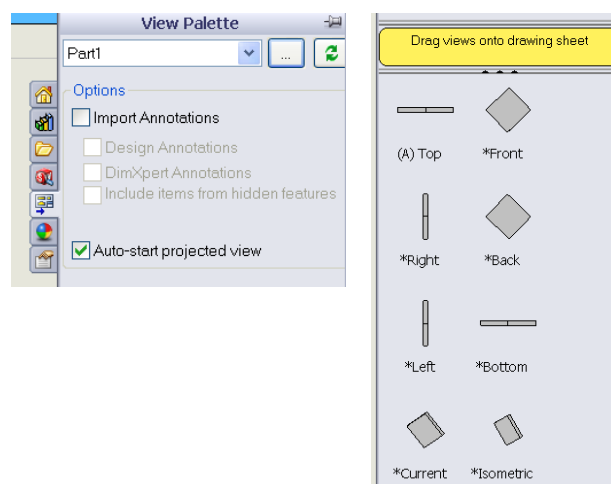 View Palette
Part1
...
Options
Import Annotations
Design Annotations
DimXpert Annotations
Include items from hidden features
Auto-start projected view
Drag views onto drawing sheet
(A) Top
*Front
*Right
*Back
*Left
*Bottom
*Current
*Isometric